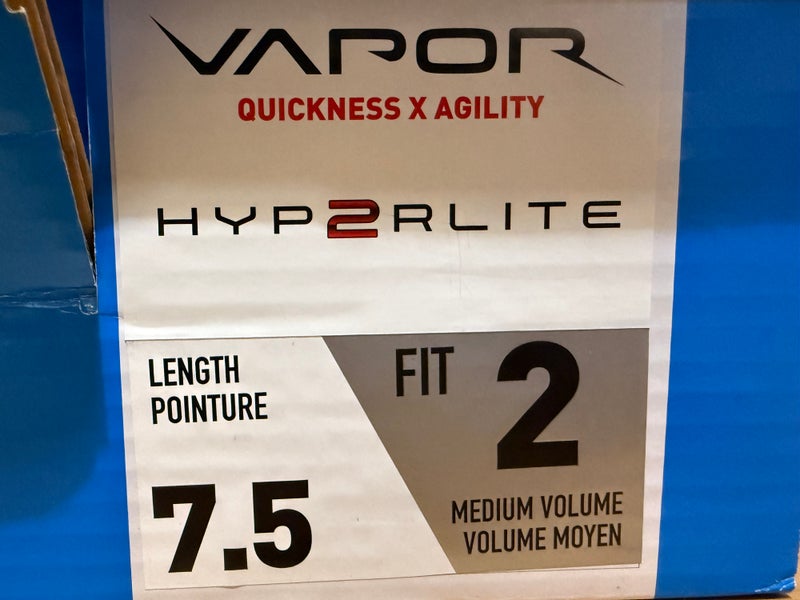 VAPOR
QUICKNESS X AGILITY
HYP2RLITE
LENGTH
POINTURE
7.5
FIT 2
MEDIUM VOLUME
VOLUME MOYEN